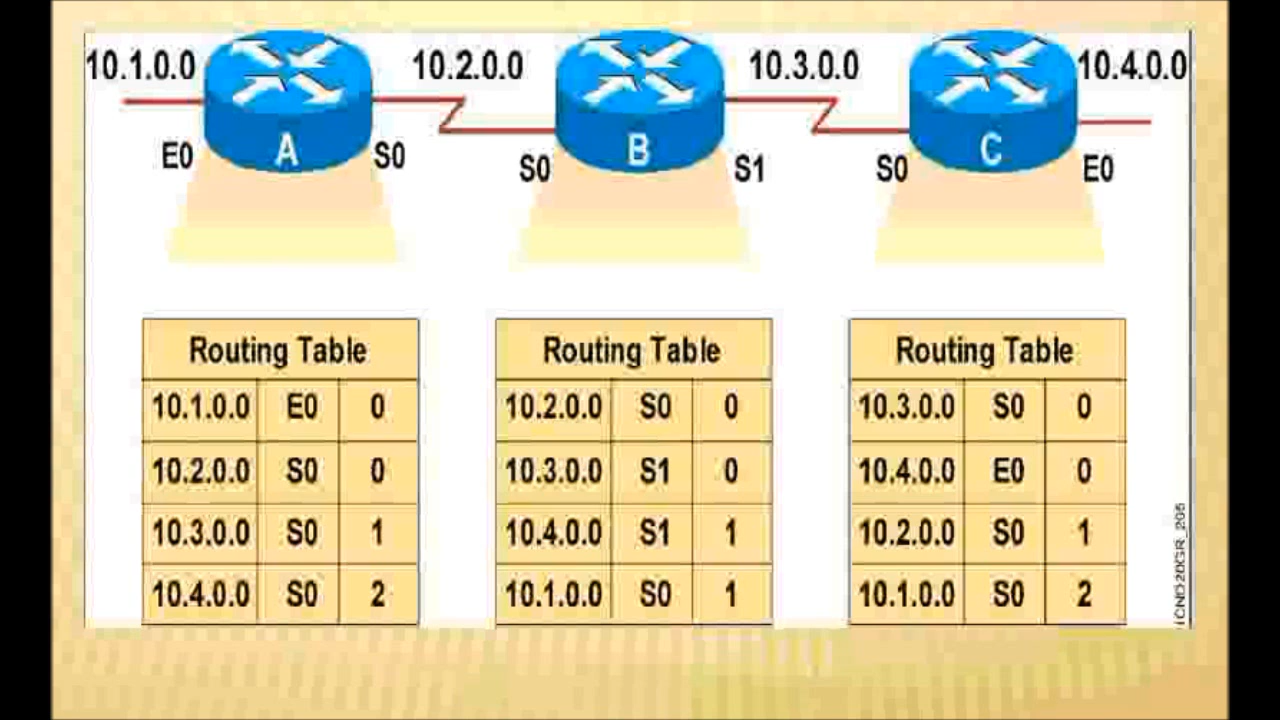 10.1.0.0 10.2.0.0 10.3.0.0 10.4.0.0
A B C
E0 S0 S0 S1 S0 E0
Routing Table
10.1.0.0 E0 0
10.2.0.0 S0 0
10.3.0.0 S0 1
10.4.0.0 S0 2
Routing Table
10.2.0.0 S0 0
10.3.0.0 S1 0
10.4.0.0 S1 1
10.1.0.0 S0 1
Routing Table
10.3.0.0 S0 0
10.4.0.0 E0 0
10.2.0.0 S0 1
10.1.0.0 S0 2